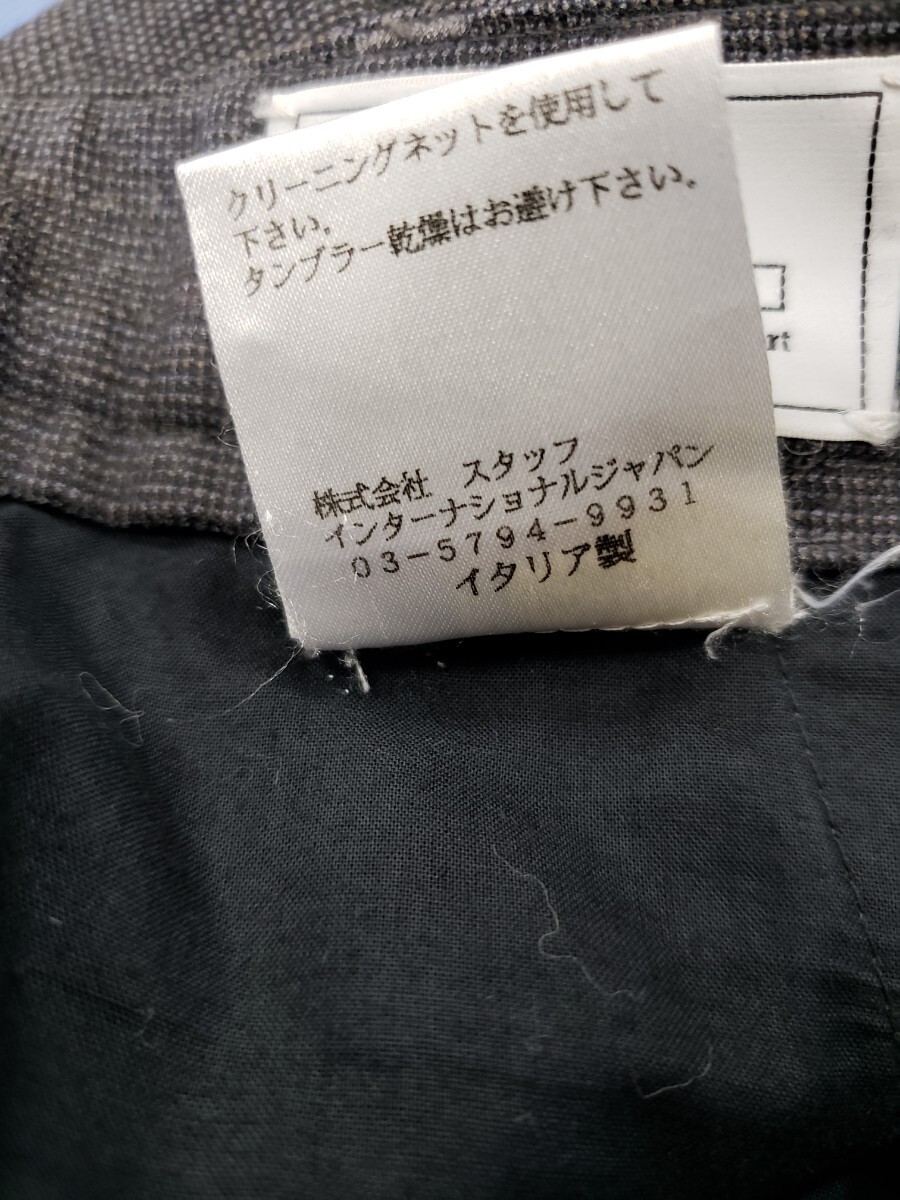 クリーニングネットを使用して
下さい.
タンブラー乾燥はお避け下さい.
株式会社 スタッフ
インターナショナルジャパン
03-5794-9931
イタリア製